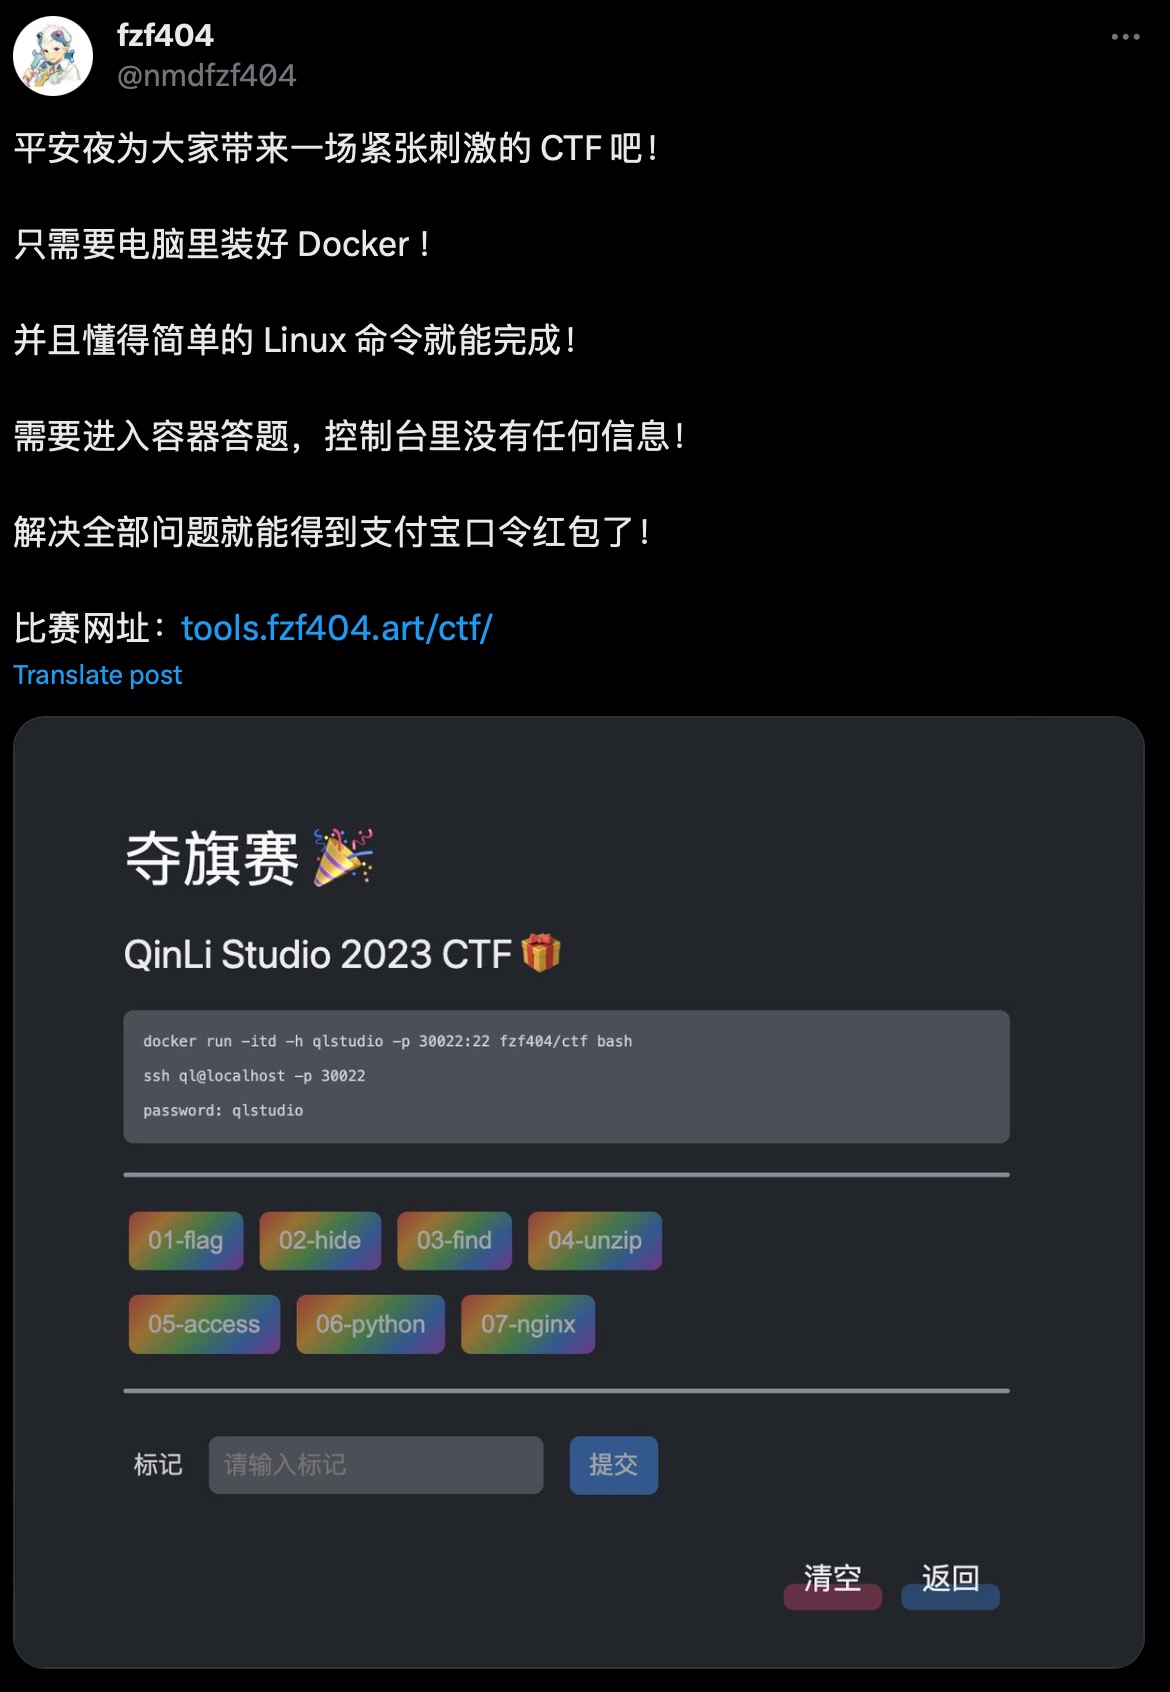 fzf404
@nmdfzf404
平安夜为大家带来一场紧张刺激的 CTF 吧！
只需要电脑里装好 Docker！
并且懂得简单的 Linux 命令就能完成！
需要进入容器答题，控制台里没有任何信息！
解决全部问题就能得到支付宝口令红包了！
比赛网址：tools.fzf404.art/ctf/
Translate post
夺旗赛 🎉
QinLi Studio 2023 CTF 🎁
docker run -itd -h qlstudio -p 30022:22 fzf404/ctf bash
ssh ql@localhost -p 30022
password: qlstudio
01-flag 02-hide 03-find 04-unzip
05-access 06-python 07-nginx
标记 请输入标记 提交
清空 返回